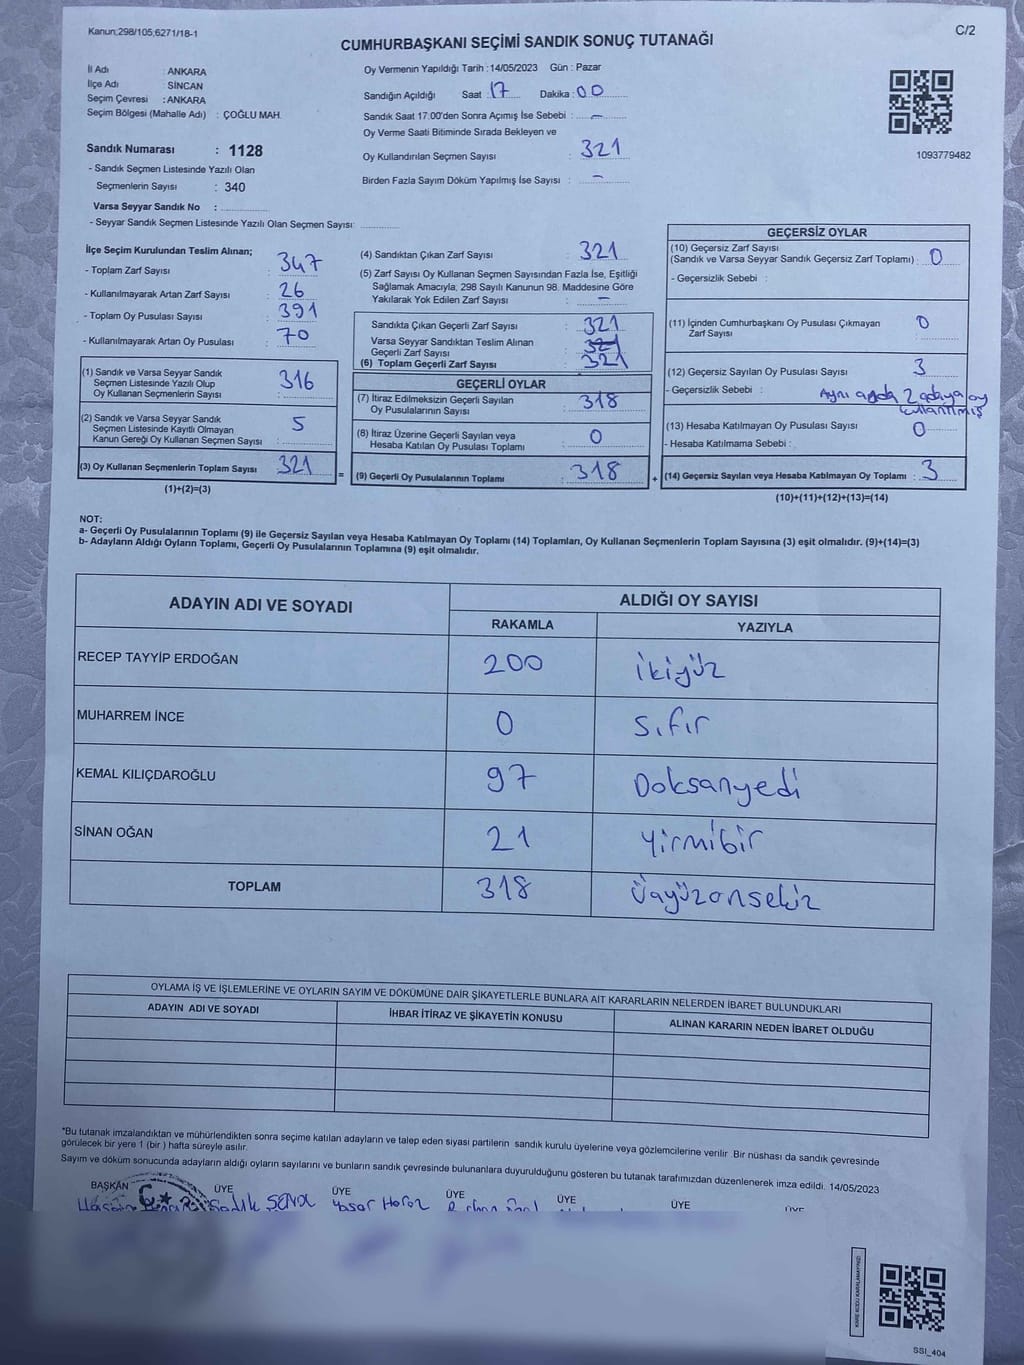 Kanun;298/105;6271/18-1
C/2
CUMHURBAŞKANI SEÇİMİ SANDIK SONUÇ TUTANAĞI
İl Adı : ANKARA
İlçe Adı : SİNCAN
Seçim Çevresi : ANKARA
Seçim Bölgesi (Mahalle Adı) : ÇOĞLU MAH.
Sandık Numarası : 1128
- Sandık Seçmen Listesinde Yazılı Olan
Seçmenlerin Sayısı : 340
Varsa Seyyar Sandık No :
- Seyyar Sandık Seçmen Listesinde Yazılı Olan Seçmen Sayısı:
Oy Vermenin Yapıldığı Tarih : 14/05/2023 Gün : Pazar
Sandığın Açıldığı Saat : 17 Dakika : 00
Sandık Saat 17.00'den Sonra Açımış İse Sebebi : -
Oy Verme Saati Bitiminde Sırada Bekleyen ve
Oy Kullandırılan Seçmen Sayısı : 321
Birden Fazla Sayım Döküm Yapılmış İse Sayısı : -
1093779482
İlçe Seçim Kurulundan Teslim Alınan;
- Toplam Zarf Sayısı : 347
- Kullanılmayarak Artan Zarf Sayısı : 26
- Toplam Oy Pusulası Sayısı : 391
- Kullanılmayarak Artan Oy Pusulası : 70
(1) Sandık ve Varsa Seyyar Sandık
Seçmen Listesinde Yazılı Olup
Oy Kullanan Seçmenlerin Sayısı : 316
(2) Sandık ve Varsa Seyyar Sandık
Seçmen Listesinde Kayıtlı Olmayan
Kanun Gereği Oy Kullanan Seçmen Sayısı : 5
(3) Oy Kullanan Seçmenlerin Toplam Sayısı : 321
(1)+(2)=(3)
=
(4) Sandıktan Çıkan Zarf Sayısı : 321
(5) Zarf Sayısı Oy Kullanan Seçmen Sayısından Fazla İse, Eşitliği
Sağlamak Amacıyla, 298 Sayılı Kanunun 98. Maddesine Göre
Yakılarak Yok Edilen Zarf Sayısı : -
Sandıkta Çıkan Geçerli Zarf Sayısı : 321
Varsa Seyyar Sandıktan Teslim Alınan
Geçerli Zarf Sayısı : 321
(6) Toplam Geçerli Zarf Sayısı : 321
GEÇERLİ OYLAR
(7) İtiraz Edilmeksizin Geçerli Sayılan
Oy Pusulalarının Sayısı : 318
(8) İtiraz Üzerine Geçerli Sayılan veya
Hesaba Katılan Oy Pusulaları Toplamı : 0
(9) Geçerli Oy Pusulalarının Toplamı : 318
+
GEÇERSİZ OYLAR
(10) Geçersiz Zarf Sayısı
(Sandık ve Varsa Seyyar Sandık Geçersiz Zarf Toplamı) : 0
- Geçersizlik Sebebi :
(11) İçinden Cumhurbaşkanı Oy Pusulası Çıkmayan
Zarf Sayısı : 0
(12) Geçersiz Sayılan Oy Pusulası Sayısı : 3
- Geçersizlik Sebebi : Aynı anda 2 adaya oy
kullanılmış
(13) Hesaba Katılmayan Oy Pusulası Sayısı : 0
- Hesaba Katılmama Sebebi :
(14) Geçersiz Sayılan veya Hesaba Katılmayan Oy Toplamı : 3
(10)+(11)+(12)+(13)=(14)
NOT:
a- Geçerli Oy Pusulalarının Toplamı (9) ile Geçersiz Sayılan veya Hesaba Katılmayan Oy Toplamı (14) Toplamları, Oy Kullanan Seçmenlerin Toplam Sayısına (3) eşit olmalıdır. (9)+(14)=(3)
b- Adayların Aldığı Oyların Toplamı, Geçerli Oy Pusulalarının Toplamına (9) eşit olmalıdır.
ADAYIN ADI VE SOYADI
ALDIĞI OY SAYISI
RAKAMLA YAZIYLA
RECEP TAYYİP ERDOĞAN 200 ikiyüz
MUHARREM İNCE 0 sıfır
KEMAL KILIÇDAROĞLU 97 Doksanyedi
SİNAN OĞAN 21 Yirmibir
TOPLAM 318 Üçyüzonsekiz
OYLAMA İŞ VE İŞLEMLERİNE VE OYLARIN SAYIM VE DÖKÜMÜNE DAİR ŞİKAYETLERLE BUNLARA AİT KARARLARIN NELERDEN İBARET BULUNDUKLARI
ADAYIN ADI VE SOYADI İHBAR İTİRAZ VE ŞİKAYETİN KONUSU ALINAN KARARIN NEDEN İBARET OLDUĞU
*Bu tutanak imzalandıktan ve mühürlendikten sonra seçime katılan adayların ve talep eden siyasi partilerin sandık kurulu üyelerine veya gözlemcilerine verilir. Bir nüshası da sandık çevresinde
görülecek bir yere 1 (bir ) hafta süreyle asılır.
Sayım ve döküm sonucunda adayların aldığı oyların sayılarını ve bunların sandık çevresinde bulunanlara duyurulduğunu gösteren bu tutanak tarafımızdan düzenlenerek imza edildi. 14/05/2023
BAŞKAN ÜYE ÜYE ÜYE ÜYE ÜYE ÜYE
Sadık Yaşar
SSI_404